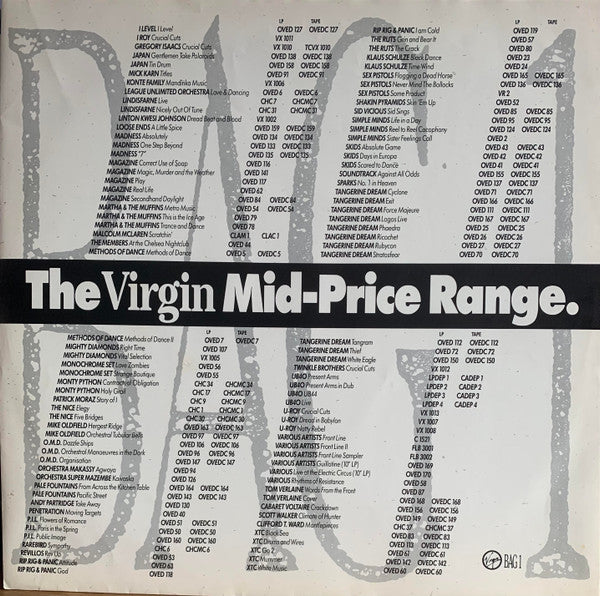 LP TAPE
I LEVEL I Level OVED 127 OVEDC 127
I ROY Crucial Cuts VX 1011
GREGORY ISAACS Crucial Cuts VX 1010 TCVX 1010
JAPAN Gentlemen Take Polaroids OVED 138 OVEDC 138
JAPAN Tin Drum OVED 158 OVEDC 158
MICK KARN Titles OVED 91 OVEDC 91
KONTE FAMILY Mandinka Music VX 1006
LEAGUE UNLIMITED ORCHESTRA Love & Dancing OVED 6 OVEDC 6
LINDISFARNE Live CHC 7 CHCMC 7
LINDISFARNE Nicely Out Of Tune CHC 31 CHCMC 31
LINTON KWESI JOHNSON Dread Beat and Blood VX 1002
LOOSE ENDS A Little Spice OVED 159 OVEDC 159
MADNESS Absolutely OVED 134 OVEDC 134
MADNESS One Step Beyond OVED 133 OVEDC 133
MADNESS "7" OVED 135 OVEDC 135
MAGAZINE Correct Use of Soap OVED 116
MAGAZINE Magic, Murder and the Weather OVED 141
MAGAZINE Play OVED 117
MAGAZINE Real Life OVED 62
MAGAZINE Secondhand Daylight OVED 84 OVEDC 84
MARTHA & THE MUFFINS Metro Music OVED 54 OVEDC 54
MARTHA & THE MUFFINS This is the Ice Age OVED 79
MARTHA & THE MUFFINS Trance and Dance OVED 78
MALCOLM McLAREN Scratchin' CLAM 1 CLAC 1
THE MEMBERS At the Chelsea Nightclub OVED 44
METHODS OF DANCE Methods of Dance OVED 5 OVEDC 5
LP TAPE
RIP RIG & PANIC I am Cold OVED 119
THE RUTS Grin and Bear It OVED 57
THE RUTS The Crack OVED 80
KLAUS SCHULZE Black Dance OVED 23
KLAUS SCHULZE Time Wind OVED 24
SEX PISTOLS Flogging a Dead Horse OVED 165 OVEDC 165
SEX PISTOLS Never Mind The Bollocks OVED 136 OVEDC 136
SEX PISTOLS Some Product VR 2
SHAKIN PYRAMIDS Skin 'Em Up OVED 52
SID VICIOUS Sid Sings OVED 85 OVEDC 85
SIMPLE MINDS Life in a Day OVED 95 OVEDC 95
SIMPLE MINDS Reel to Reel Cacophony OVED 124 OVEDC 124
SIMPLE MINDS Sister Feelings Call OVED 2
SKIDS Absolute Game OVED 43 OVEDC 43
SKIDS Days in Europa OVED 42 OVEDC 42
SKIDS Scared to Dance OVED 41 OVEDC 41
SOUNDTRACK Against All Odds OVED 155 OVEDC 155
SPARKS No. 1 in Heaven OVED 137 OVEDC 137
TANGERINE DREAM Cyclone OVED 71 OVEDC 71
TANGERINE DREAM Exit OVED 166 OVEDC 166
TANGERINE DREAM Force Majeure OVED 111 OVEDC 111
TANGERINE DREAM Logos Live OVED 167 OVEDC 167
TANGERINE DREAM Phaedra OVED 25 OVEDC 25
TANGERINE DREAM Ricochet OVED 26 OVEDC 26
TANGERINE DREAM Rubycon OVED 27 OVEDC 27
TANGERINE DREAM Stratosfear OVED 70 OVEDC 70
The Virgin Mid-Price Range.
LP TAPE
METHODS OF DANCE Methods of Dance II OVED 7 OVEDC 7
MIGHTY DIAMONDS Right Time OVED 107
MIGHTY DIAMONDS Vital Selection VX 1005
MONOCHROME SET Love Zombies OVED 56
MONOCHROME SET Strange Boutique OVED 55
MONTY PYTHON Contractual Obligation CHC 34 CHCMC 34
MONTY PYTHON Holy Grail CHC 17 CHCMC 17
PATRICK MORAZ Story of I CHC 9 CHCMC 9
THE NICE Elegy CHC 1 CHCMC 1
THE NICE Five Bridges CHC 30 CHCMC 30
MIKE OLDFIELD Hergest Ridge OVED 163 OVEDC 163
MIKE OLDFIELD Orchestral Tubular Bells OVED 97 OVEDC 97
O.M.D. Dazzle Ships OVED 106 OVEDC 106
O.M.D. Orchestral Manoeuvres in the Dark OVED 96 OVEDC 96
O.M.D. Organisation OVED 147 OVEDC 147
ORCHESTRA MAKASSY Agwaya OVED 94
ORCHESTRA SUPER MAZEMBE Kaivaska OVED 126
PALE FOUNTAINS From Across the Kitchen Table OVED 164 OVEDC 164
PALE FOUNTAINS Pacific Street OVED 143 OVEDC 143
ANDY PARTRIDGE Take Away OVED 130
PENETRATION Moving Targets OVED 40
P.I.L. Flowers of Romance OVED 51 OVEDC 51
P.I.L. Paris in the Spring OVED 50 OVEDC 50
P.I.L. Public Image OVED 160 OVEDC 160
RAREBIRD Sympathy CHC 6 CHCMC 6
REVILLOS Rev Up OVED 53
RIP RIG & PANIC Attitude OVED 63
RIP RIG & PANIC God OVED 118
LP TAPE
TANGERINE DREAM Tangram OVED 112 OVEDC 112
TANGERINE DREAM Thief OVED 72 OVEDC 72
TANGERINE DREAM White Eagle OVED 150 OVEDC 150
TWINKLE BROTHERS Crucial Cuts VX 1012
UB40 Present Arms LPDEP 1 CADEP 1
UB40 Present Arms in Dub LPDEP 2 CADEP 2
UB40 UB44 LPDEP 3 CADEP 3
UB40 Live LPDEP 4 CADEP 4
U-ROY Crucial Cuts VX 1013
U-ROY Dread in Babylon VX 1007
U-ROY Natty Rebel VX 1008
VARIOUS ARTISTS Front Line C 1521
VARIOUS ARTISTS Front Line II FLB 3001
VARIOUS ARTISTS Front Line Sampler FLB 3002
VARIOUS ARTISTS Guillotine (10" LP) OVED 169
VARIOUS Live at the Electric Circus (10" LP) OVED 170
VARIOUS Rhythms of Resistance OVED 58
TOM VERLAINE Words From the Front OVED 87
TOM VERLAINE Cover OVED 168 OVEDC 168
CABARET VOLTAIRE Crackdown OVED 156 OVEDC 156
SCOTT WALKER Climate of Hunter OVED 149 OVEDC 149
CLIFFORD T. WARD Mantlepieces CHC 37 CHCMC 37
XTC Black Sea OVED 83 OVEDC 83
XTC Drums and Wires OVED 113 OVEDC 113
XTC Go 2 OVED 61 OVEDC 61
XTC Mummer OVED 142 OVEDC 142
XTC White Music OVED 60 OVEDC 60
Virgin BAG 1
BAG 1
BAG 1